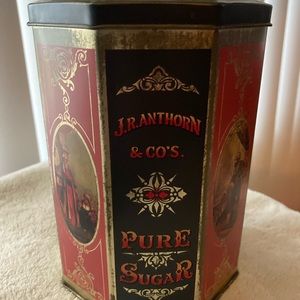 J.R.ANTHORN
& CO'S.
PURE
SUGAR